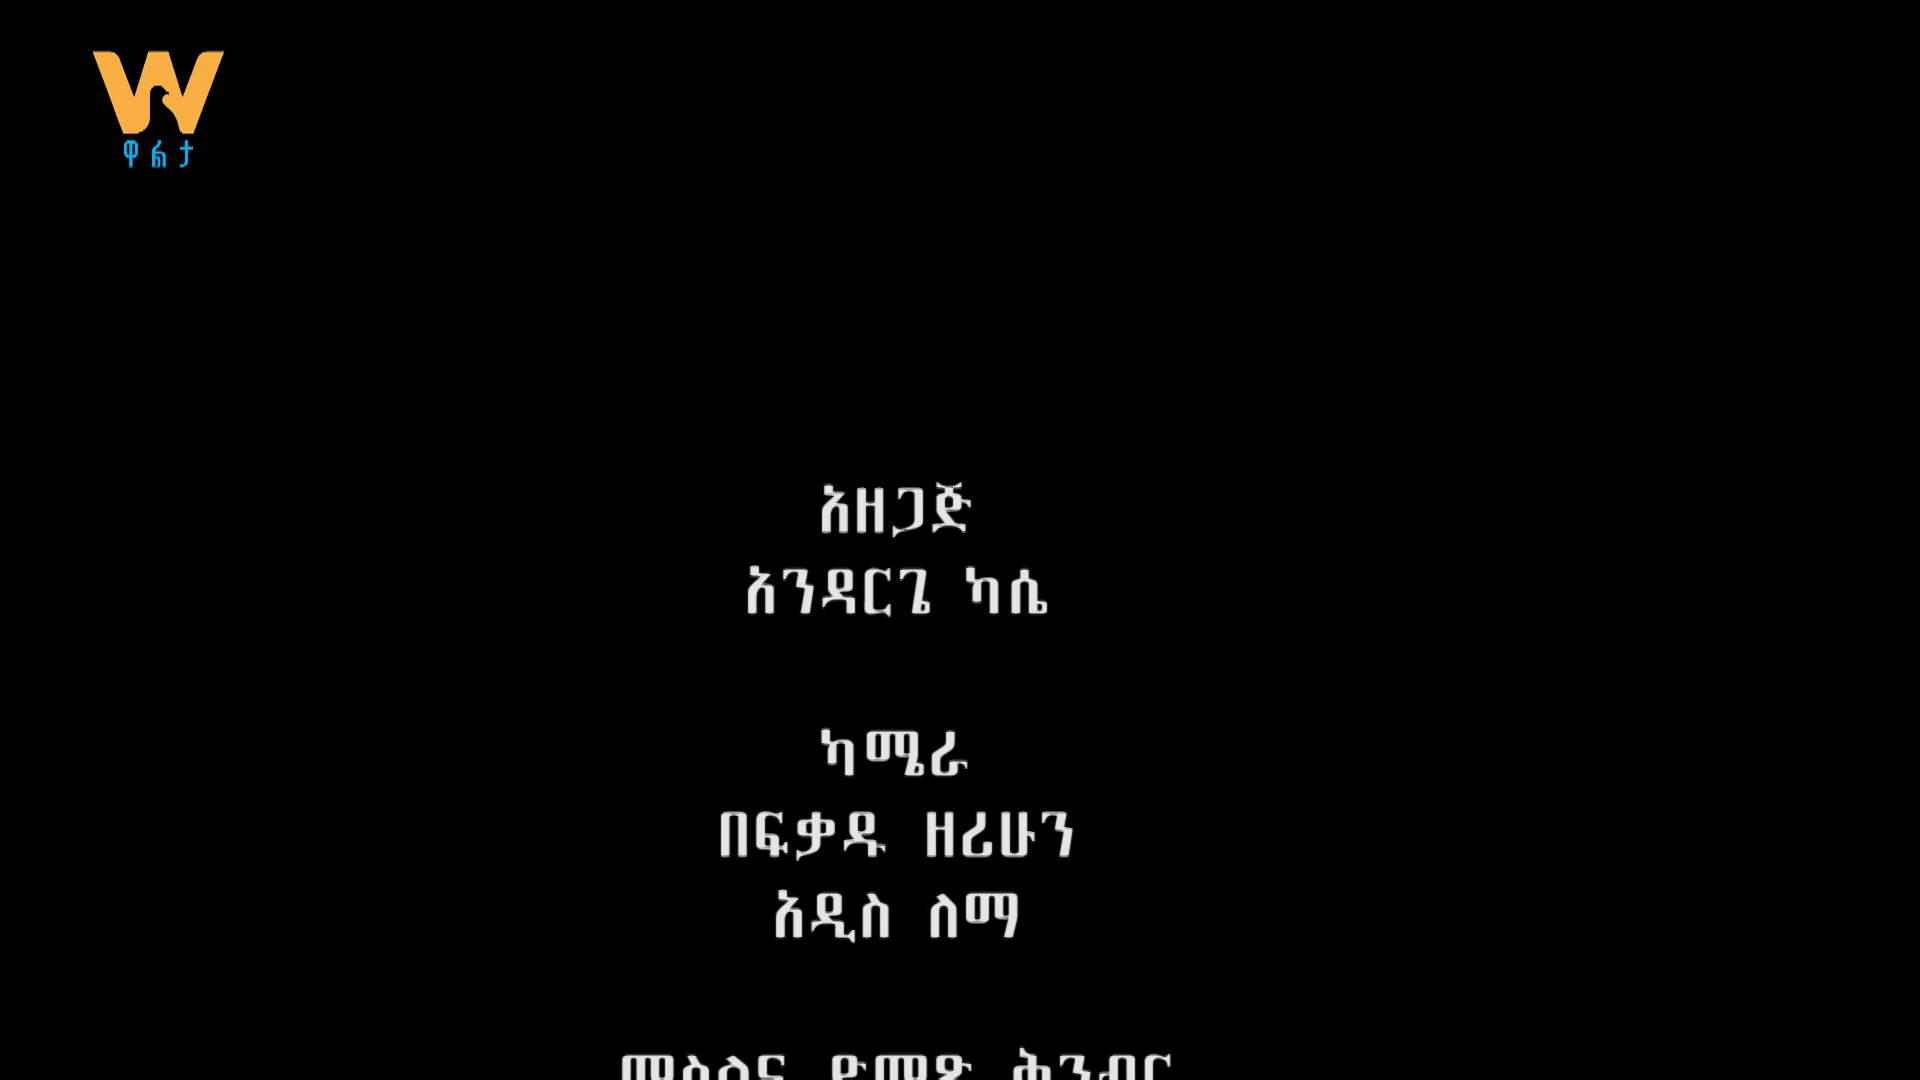 ዋልታ
አዘጋጅ
አንዳርጌ ካሴ
ካሜራ
በፍቃዱ ዘሪሁን
አዲስ ለማ